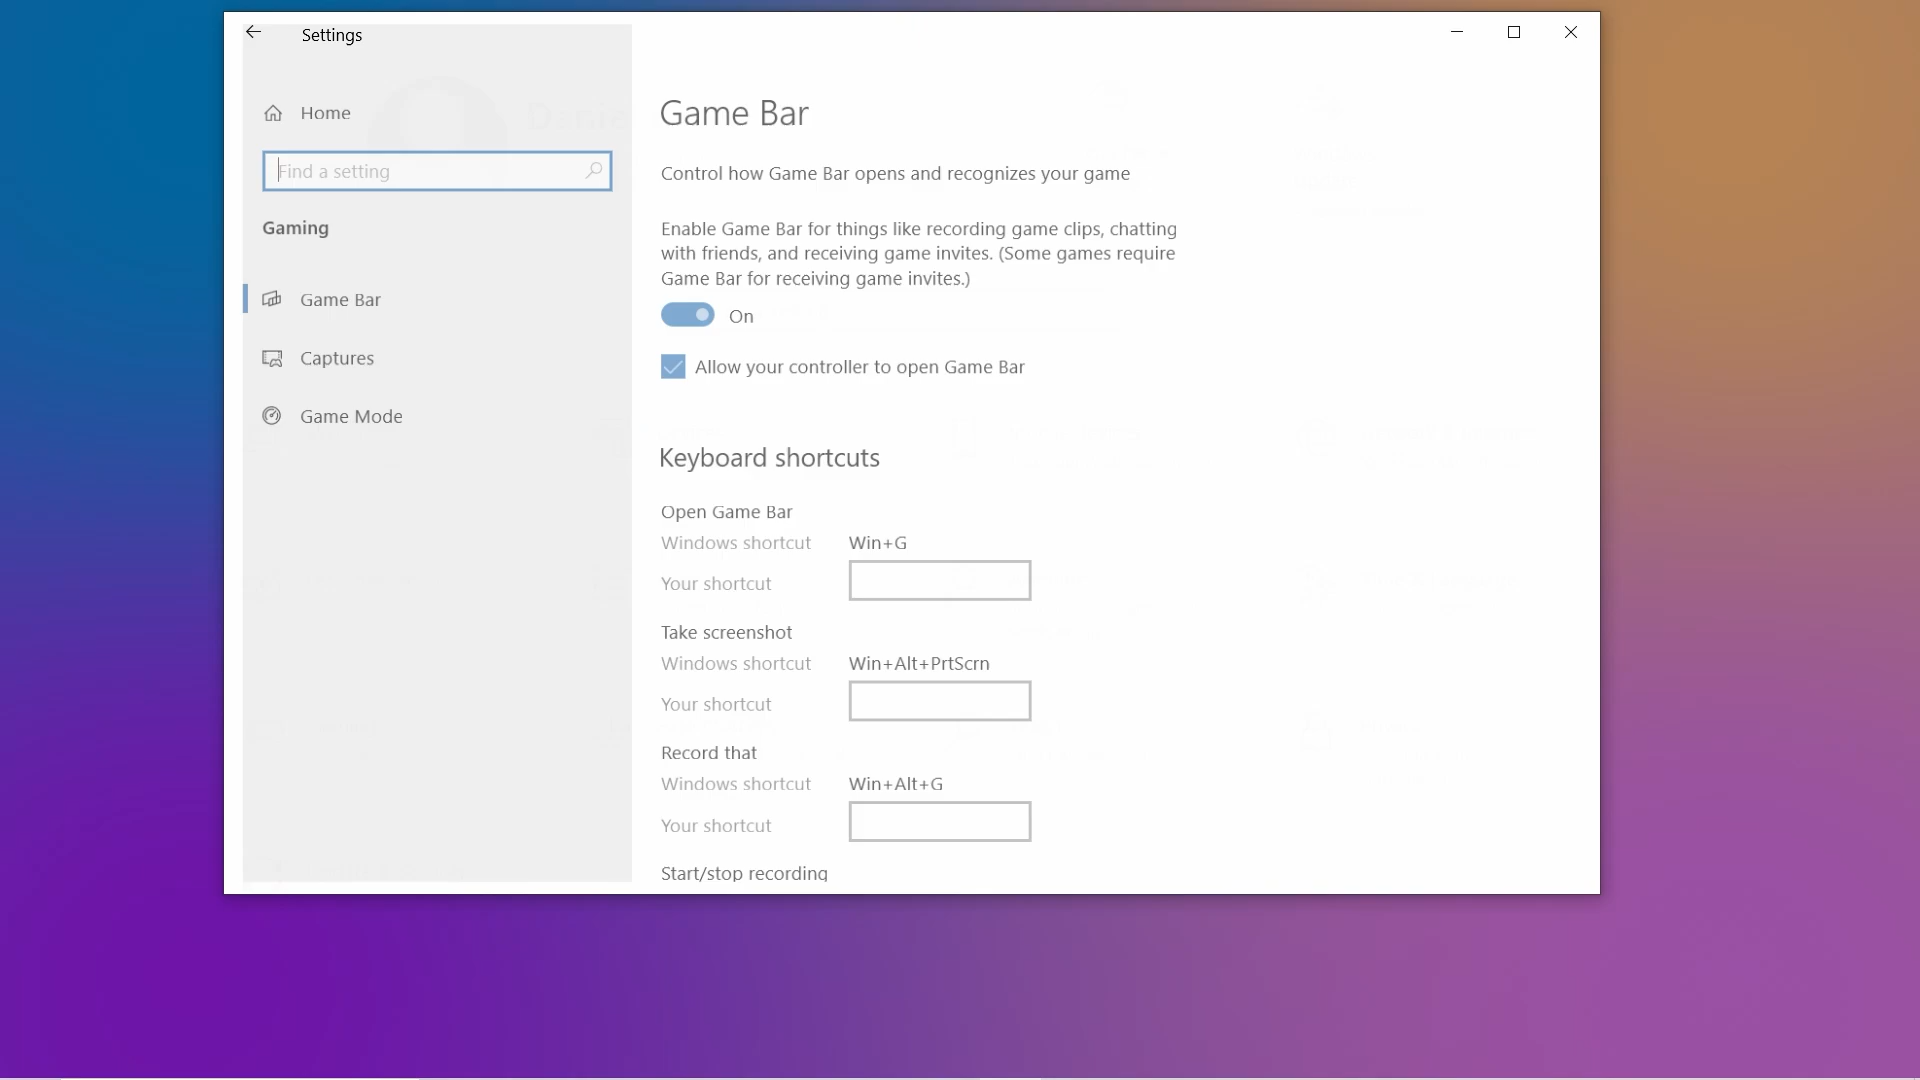 Settings
Home
Find a setting
Gaming
Game Bar
Captures
Game Mode
Game Bar
Control how Game Bar opens and recognizes your game
Enable Game Bar for things like recording game clips, chatting
with friends, and receiving game invites. (Some games require
Game Bar for receiving game invites.)
On
Allow your controller to open Game Bar
Keyboard shortcuts
Open Game Bar
Windows shortcut Win+G
Your shortcut
Take screenshot
Windows shortcut Win+Alt+PrtScrn
Your shortcut
Record that
Windows shortcut Win+Alt+G
Your shortcut
Start/stop recording